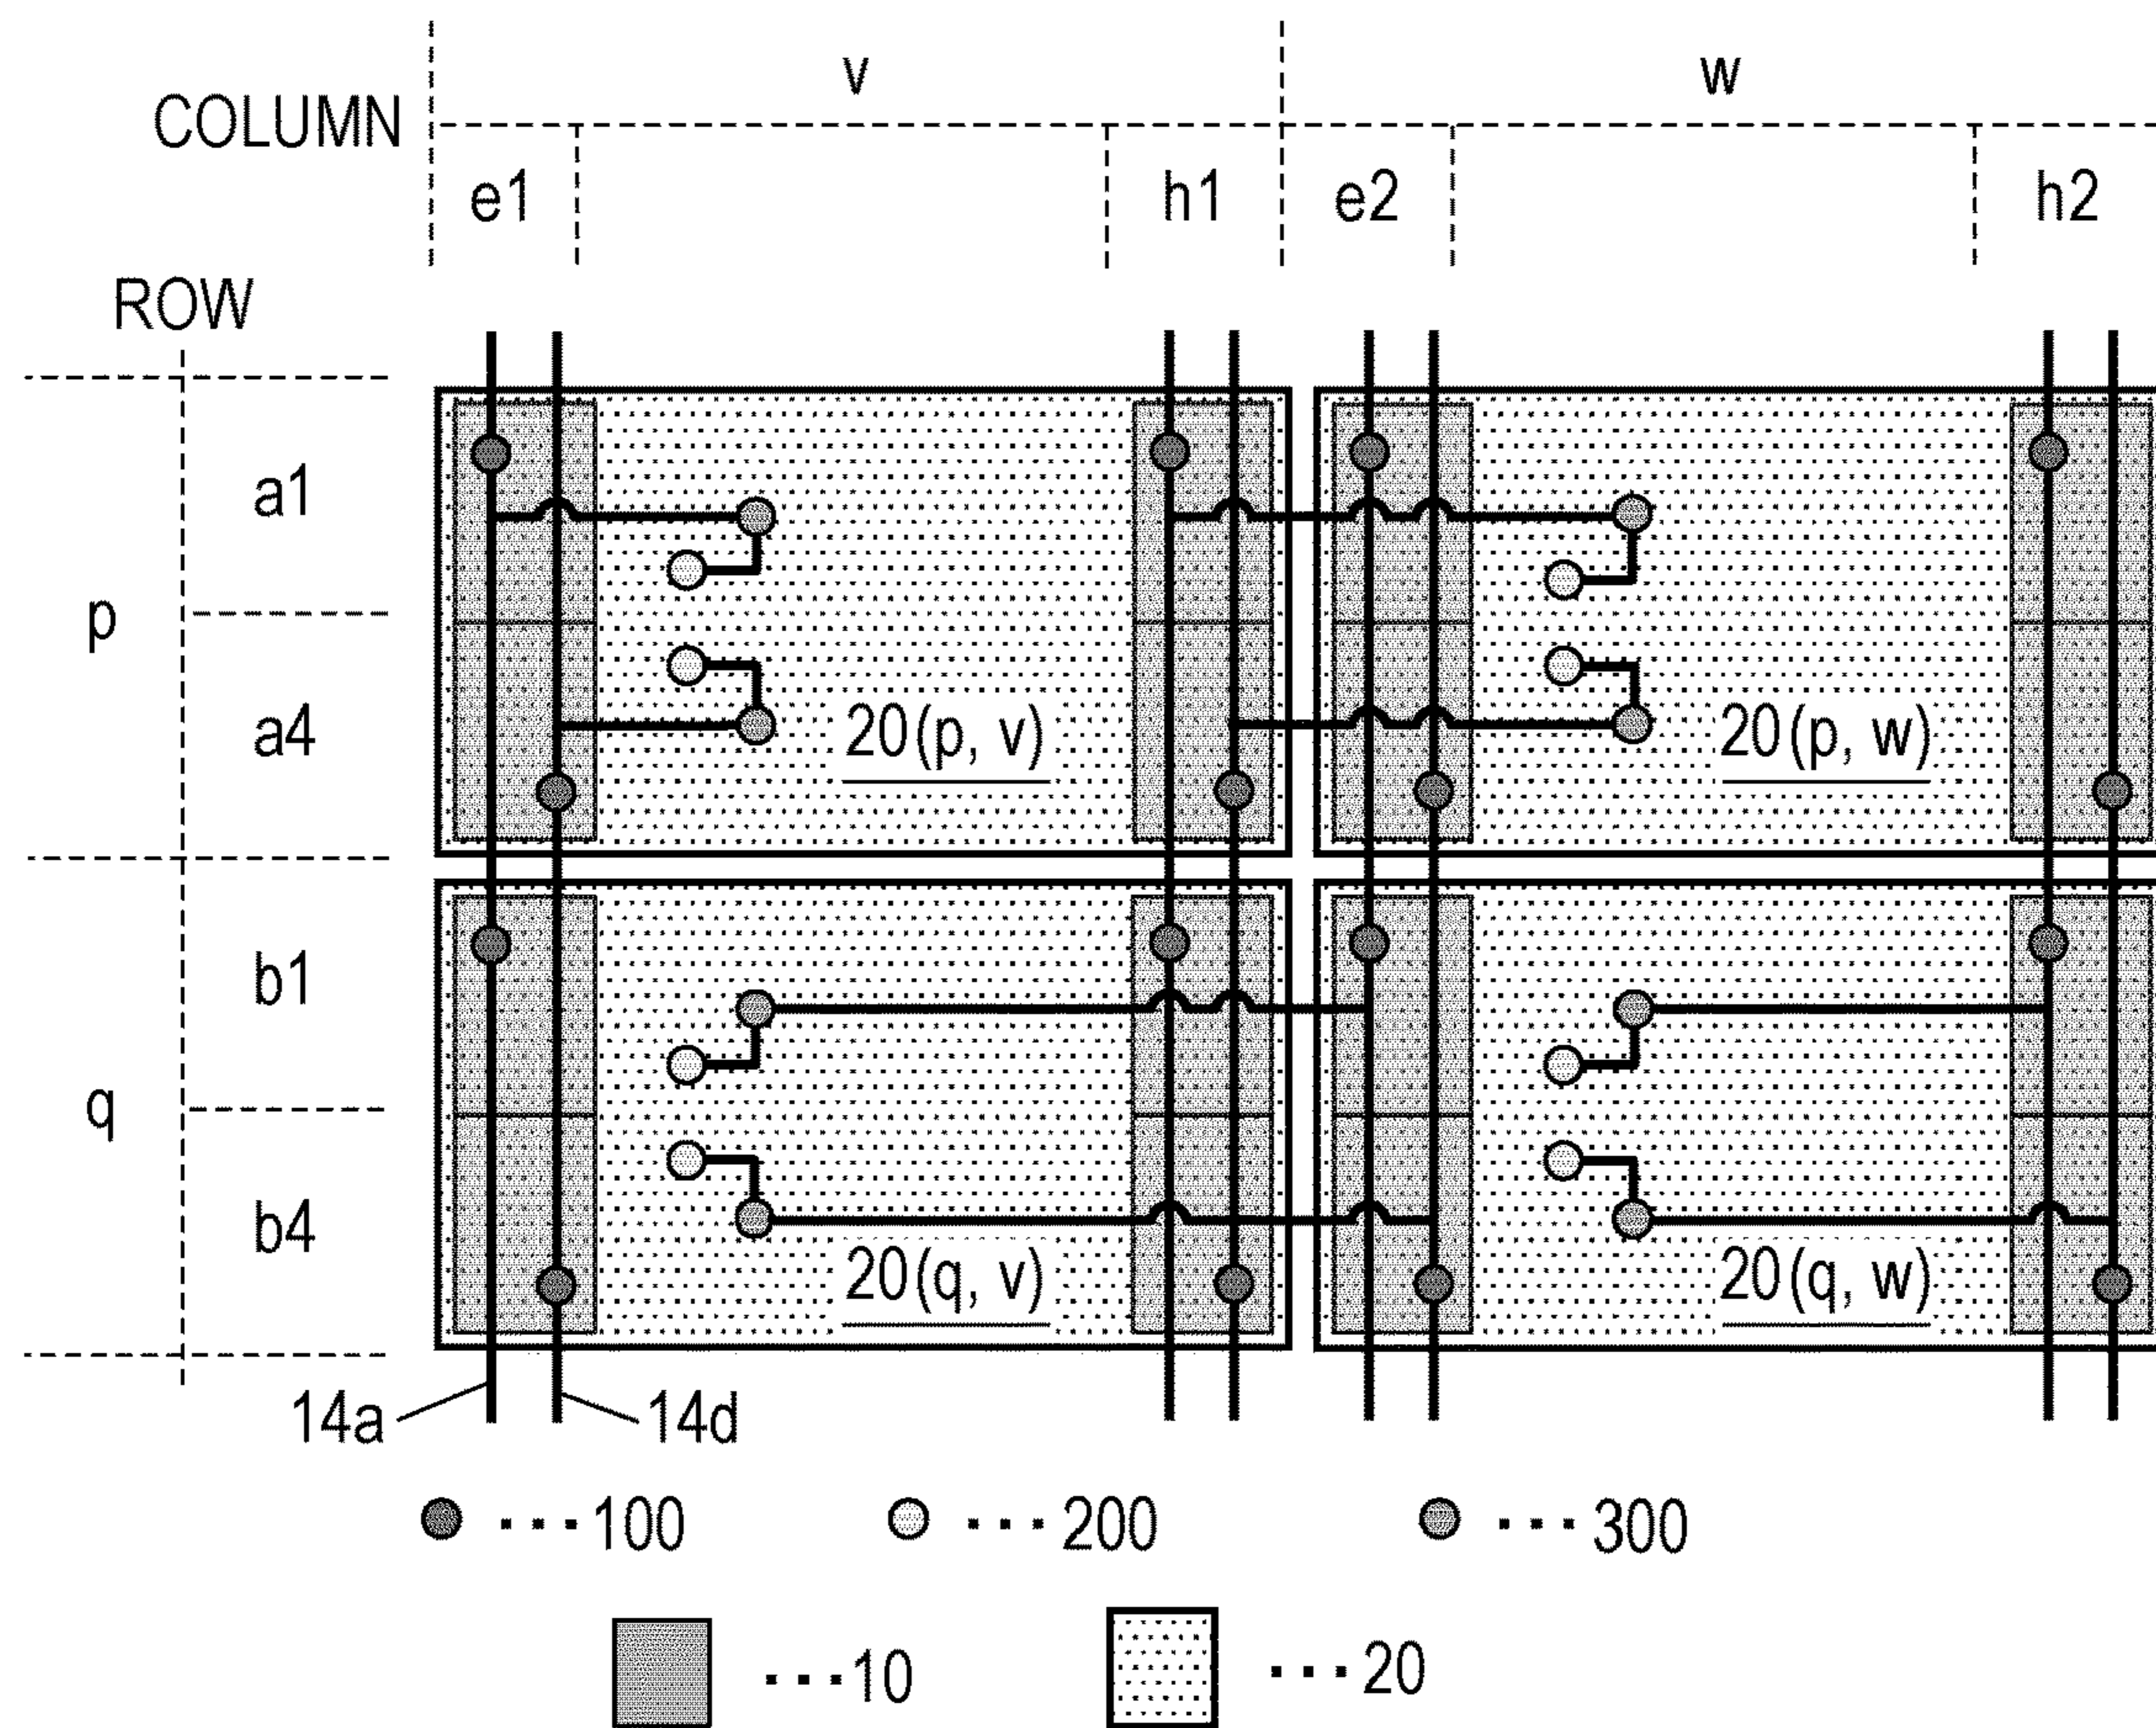 v w
COLUMN
e1 h1 e2 h2
ROW
a1
p
a4 20(p, v) 20(p, w)
b1
q
b4
20(q, v) 20(q, w)
14a 14d
···100 ···200 ···300
···10 ···20